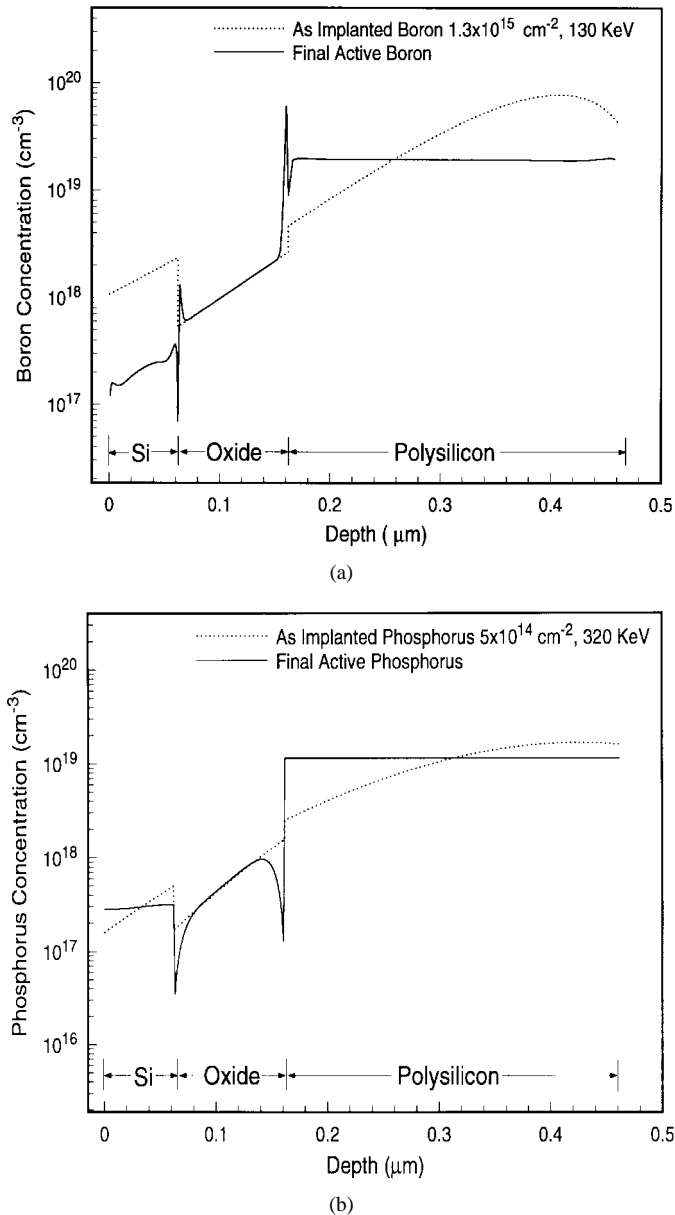 As Implanted Boron 1.3x10^15 cm^-2, 130 KeV
Final Active Boron
Boron Concentration (cm^-3)
10^20
10^19
10^18
10^17
Si Oxide Polysilicon
0 0.1 0.2 0.3 0.4 0.5
Depth ( μm)
(a)
As Implanted Phosphorus 5x10^14 cm^-2, 320 KeV
Final Active Phosphorus
Phosphorus Concentration (cm^-3)
10^20
10^19
10^18
10^17
10^16
Si Oxide Polysilicon
0 0.1 0.2 0.3 0.4 0.5
Depth (μm)
(b)